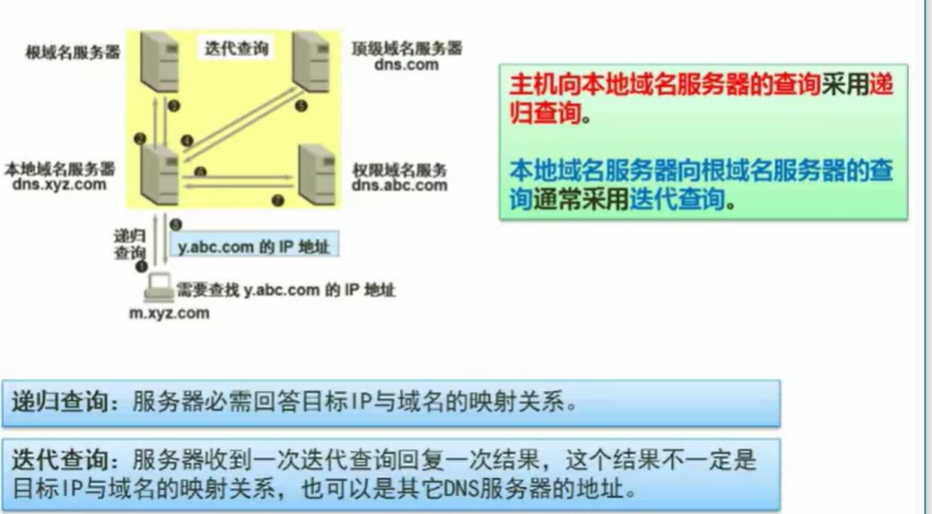 根域名服务器
迭代查询
顶级域名服务器
dns.com
❸
❷
❹
❺
本地域名服务器
dns.xyz.com
❻
❼
权限域名服务
dns.abc.com
递归
查询
❽
y.abc.com 的 IP 地址
❶
需要查找 y.abc.com 的 IP 地址
m.xyz.com
主机向本地域名服务器的查询采用递
归查询。
本地域名服务器向根域名服务器的查
询通常采用迭代查询。
递归查询：服务器必需回答目标IP与域名的映射关系。
迭代查询：服务器收到一次迭代查询回复一次结果，这个结果不一定是
目标IP与域名的映射关系，也可以是其它DNS服务器的地址。